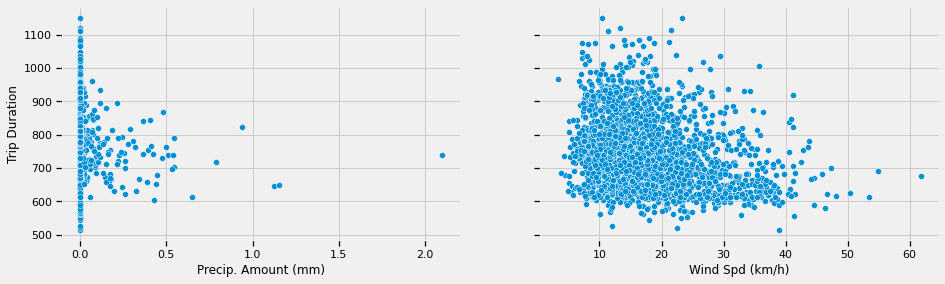 1100
1000
900
800
700
600
500
Trip Duration
0.0 0.5 1.0 1.5 2.0
Precip. Amount (mm)
10 20 30 40 50 60
Wind Spd (km/h)